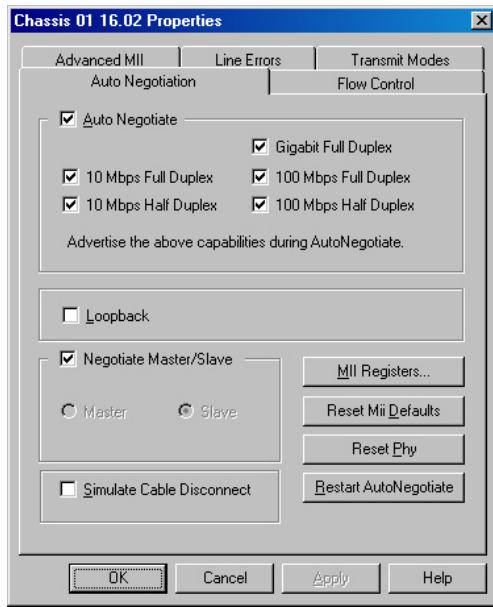 Chassis 01 16.02 Properties
Advanced MII Line Errors Transmit Modes
Auto Negotiation Flow Control
Auto Negotiate
Gigabit Full Duplex
10 Mbps Full Duplex 100 Mbps Full Duplex
10 Mbps Half Duplex 100 Mbps Half Duplex
Advertise the above capabilities during AutoNegotiate.
Loopback
Negotiate Master/Slave
Master Slave
Simulate Cable Disconnect
MII Registers...
Reset Mii Defaults
Reset Phy
Restart AutoNegotiate
OK Cancel Apply Help